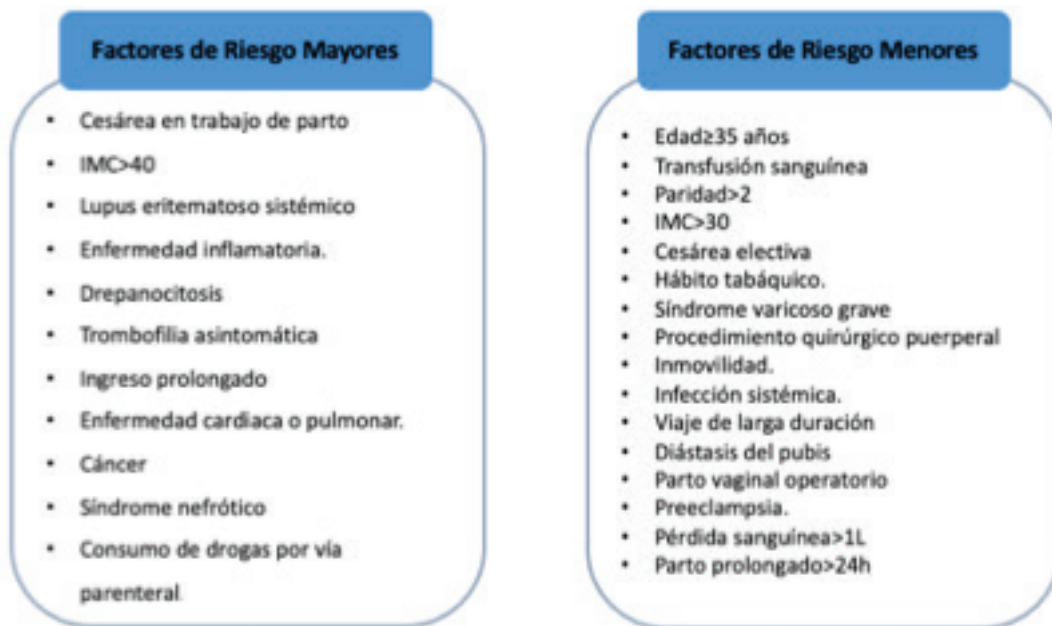 Factores de Riesgo Mayores
• Cesárea en trabajo de parto
• IMC>40
• Lupus eritematoso sistémico
• Enfermedad inflamatoria.
• Drepanocitosis
• Trombofilia asintomática
• Ingreso prolongado
• Enfermedad cardiaca o pulmonar.
• Cáncer
• Síndrome nefrótico
• Consumo de drogas por vía
parenteral
Factores de Riesgo Menores
• Edad≥35 años
• Transfusión sanguínea
• Paridad>2
• IMC>30
• Cesárea electiva
• Hábito tabáquico.
• Síndrome varicoso grave
• Procedimiento quirúrgico puerperal
• Inmovilidad.
• Infección sistémica.
• Viaje de larga duración
• Diástasis del pubis
• Parto vaginal operatorio
• Preeclampsia.
• Pérdida sanguínea>1L
• Parto prolongado>24h